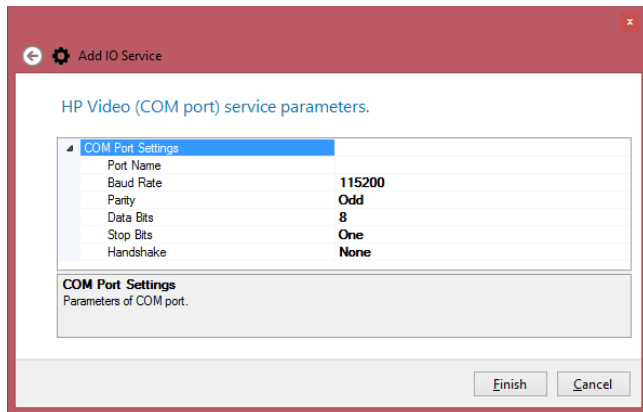 x
Add IO Service
HP Video (COM port) service parameters.
COM Port Settings
Port Name
Baud Rate 115200
Parity Odd
Data Bits 8
Stop Bits One
Handshake None
COM Port Settings
Parameters of COM port.
Finish Cancel